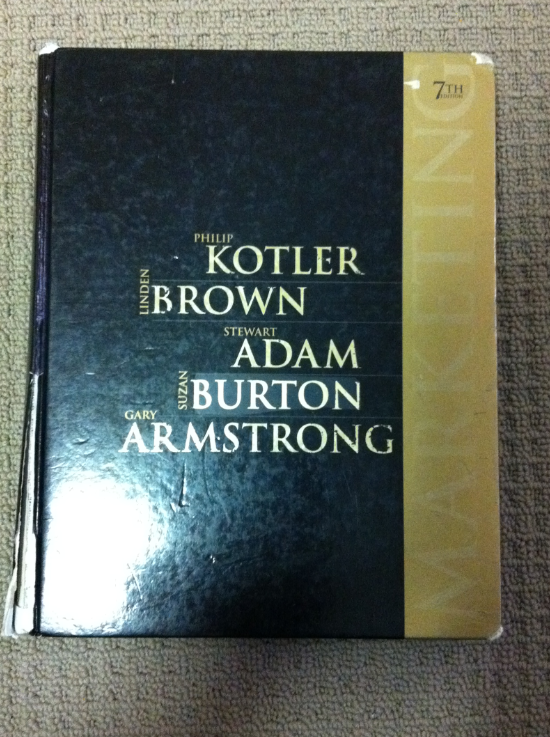 7TH
EDITION
MARKETING
PHILIP
KOTLER
LINDEN
BROWN
STEWART
ADAM
SUZAN
BURTON
GARY
ARMSTRONG